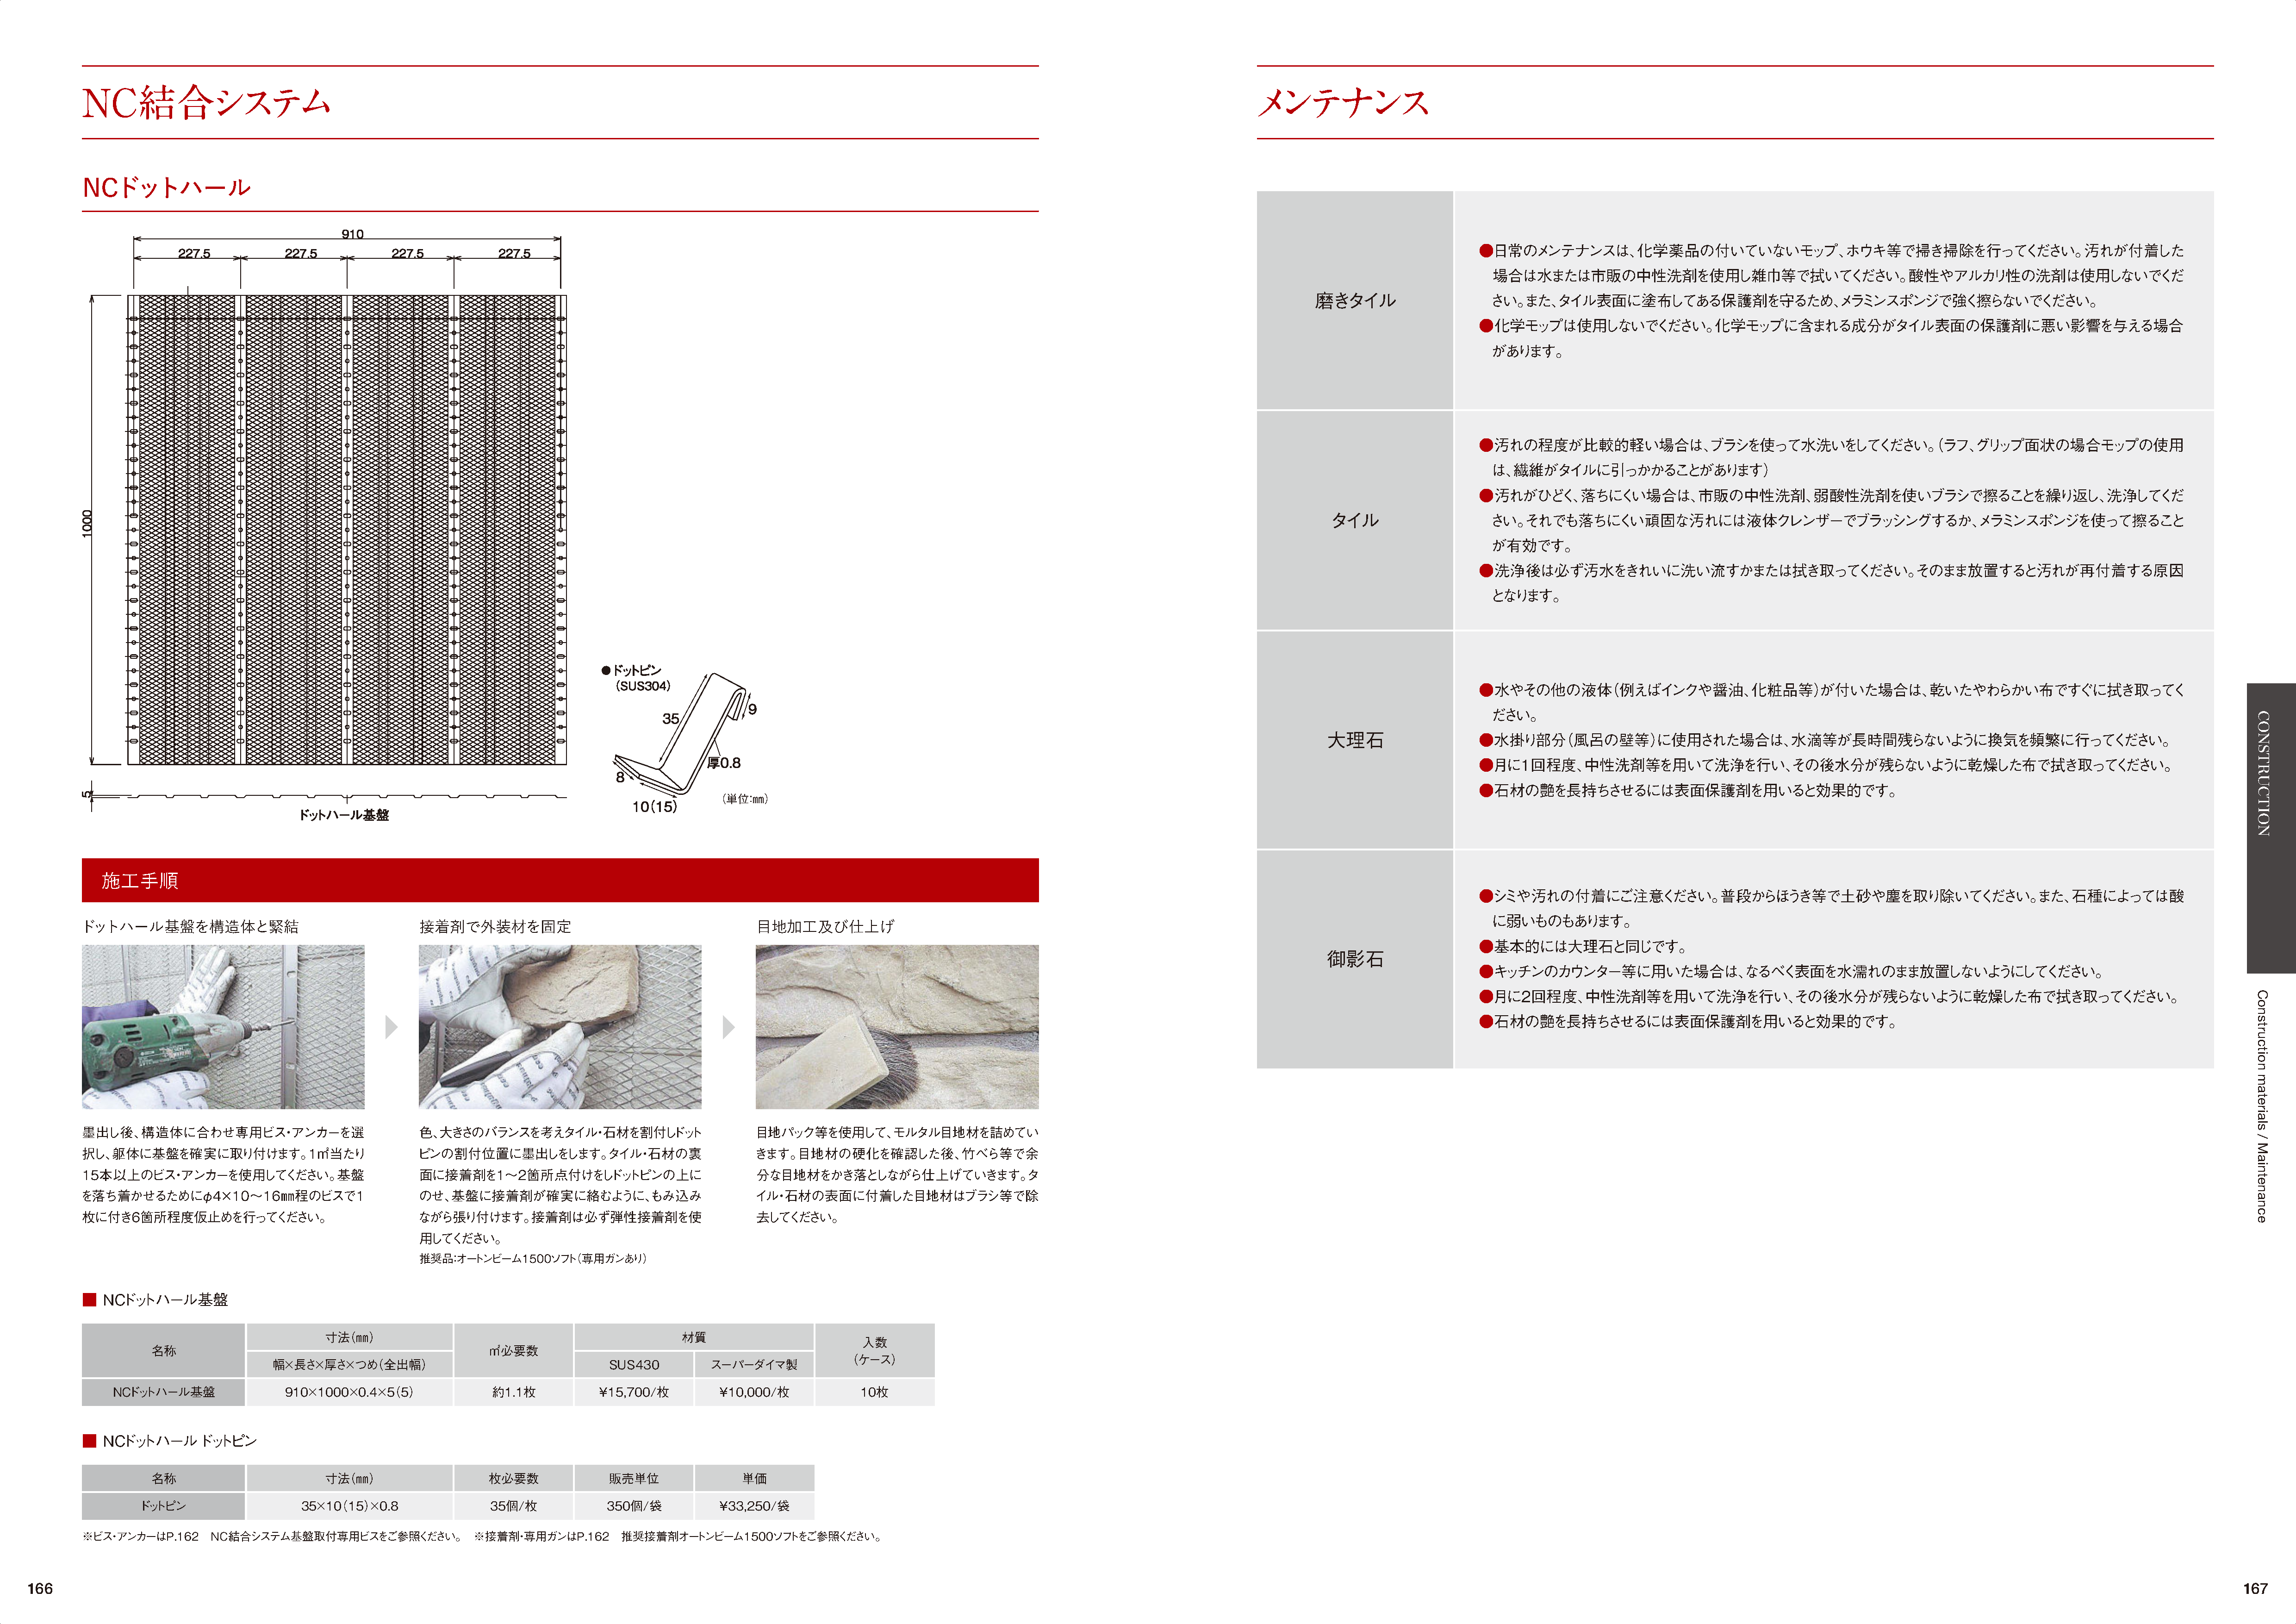 NC結合システム
NCドットハール
910
227.5 227.5 227.5 227.5
1000
5
ドットハール基盤
●ドットピン
（SUS304）
35
9
厚0.8
8
10（15）
（単位：㎜）
施工手順
ドットハール基盤を構造体と緊結
墨出し後、構造体に合わせ専用ビス・アンカーを選
択し、躯体に基盤を確実に取り付けます。1㎡当たり
15本以上のビス・アンカーを使用してください。基盤
を落ち着かせるためにφ4×10〜16㎜程のビスで1
枚に付き6箇所程度仮止めを行ってください。
接着剤で外装材を固定
色、大きさのバランスを考えタイル・石材を割付しドット
ピンの割付位置に墨出しをします。タイル・石材の裏
面に接着剤を1〜2箇所点付けをしドットピンの上に
のせ、基盤に接着剤が確実に絡むように、もみ込み
ながら張り付けます。接着剤は必ず弾性接着剤を使
用してください。
推奨品：オートンビーム1500ソフト（専用ガンあり）
目地加工及び仕上げ
目地パック等を使用して、モルタル目地材を詰めてい
きます。目地材の硬化を確認した後、竹べら等で余
分な目地材をかき落としながら仕上げていきます。タ
イル・石材の表面に付着した目地材はブラシ等で除
去してください。
■ NCドットハール基盤
名称 寸法（㎜） ㎡必要数 材質 入数
（ケース）
幅×長さ×厚さ×つめ（全出幅） SUS430 スーパーダイマ製
NCドットハール基盤 910×1000×0.4×5（5） 約1.1枚 ¥15,700/枚 ¥10,000/枚 10枚
■ NCドットハール ドットピン
名称 寸法（㎜） 枚必要数 販売単位 単価
ドットピン 35×10（15）×0.8 35個/枚 350個/袋 ¥33,250/袋
※ビス・アンカーはP.162　NC結合システム基盤取付専用ビスをご参照ください。　※接着剤・専用ガンはP.162　推奨接着剤オートンビーム1500ソフトをご参照ください。
166
メンテナンス
磨きタイル
●日常のメンテナンスは、化学薬品の付いていないモップ、ホウキ等で掃き掃除を行ってください。汚れが付着した
場合は水または市販の中性洗剤を使用し雑巾等で拭いてください。酸性やアルカリ性の洗剤は使用しないでくだ
さい。また、タイル表面に塗布してある保護剤を守るため、メラミンスポンジで強く擦らないでください。
●化学モップは使用しないでください。化学モップに含まれる成分がタイル表面の保護剤に悪い影響を与える場合
があります。
タイル
●汚れの程度が比較的軽い場合は、ブラシを使って水洗いをしてください。（ラフ、グリップ面状の場合モップの使用
は、繊維がタイルに引っかかることがあります）
●汚れがひどく、落ちにくい場合は、市販の中性洗剤、弱酸性洗剤を使いブラシで擦ることを繰り返し、洗浄してくだ
さい。それでも落ちにくい頑固な汚れには液体クレンザーでブラッシングするか、メラミンスポンジを使って擦ること
が有効です。
●洗浄後は必ず汚水をきれいに洗い流すかまたは拭き取ってください。そのまま放置すると汚れが再付着する原因
となります。
大理石
●水やその他の液体（例えばインクや醤油、化粧品等）が付いた場合は、乾いたやわらかい布ですぐに拭き取ってく
ださい。
●水掛り部分（風呂の壁等）に使用された場合は、水滴等が長時間残らないように換気を頻繁に行ってください。
●月に1回程度、中性洗剤等を用いて洗浄を行い、その後水分が残らないように乾燥した布で拭き取ってください。
●石材の艶を長持ちさせるには表面保護剤を用いると効果的です。
御影石
●シミや汚れの付着にご注意ください。普段からほうき等で土砂や塵を取り除いてください。また、石種によっては酸
に弱いものもあります。
●基本的には大理石と同じです。
●キッチンのカウンター等に用いた場合は、なるべく表面を水濡れのまま放置しないようにしてください。
●月に2回程度、中性洗剤等を用いて洗浄を行い、その後水分が残らないように乾燥した布で拭き取ってください。
●石材の艶を長持ちさせるには表面保護剤を用いると効果的です。
CONSTRUCTION
Construction materials / Maintenance
167